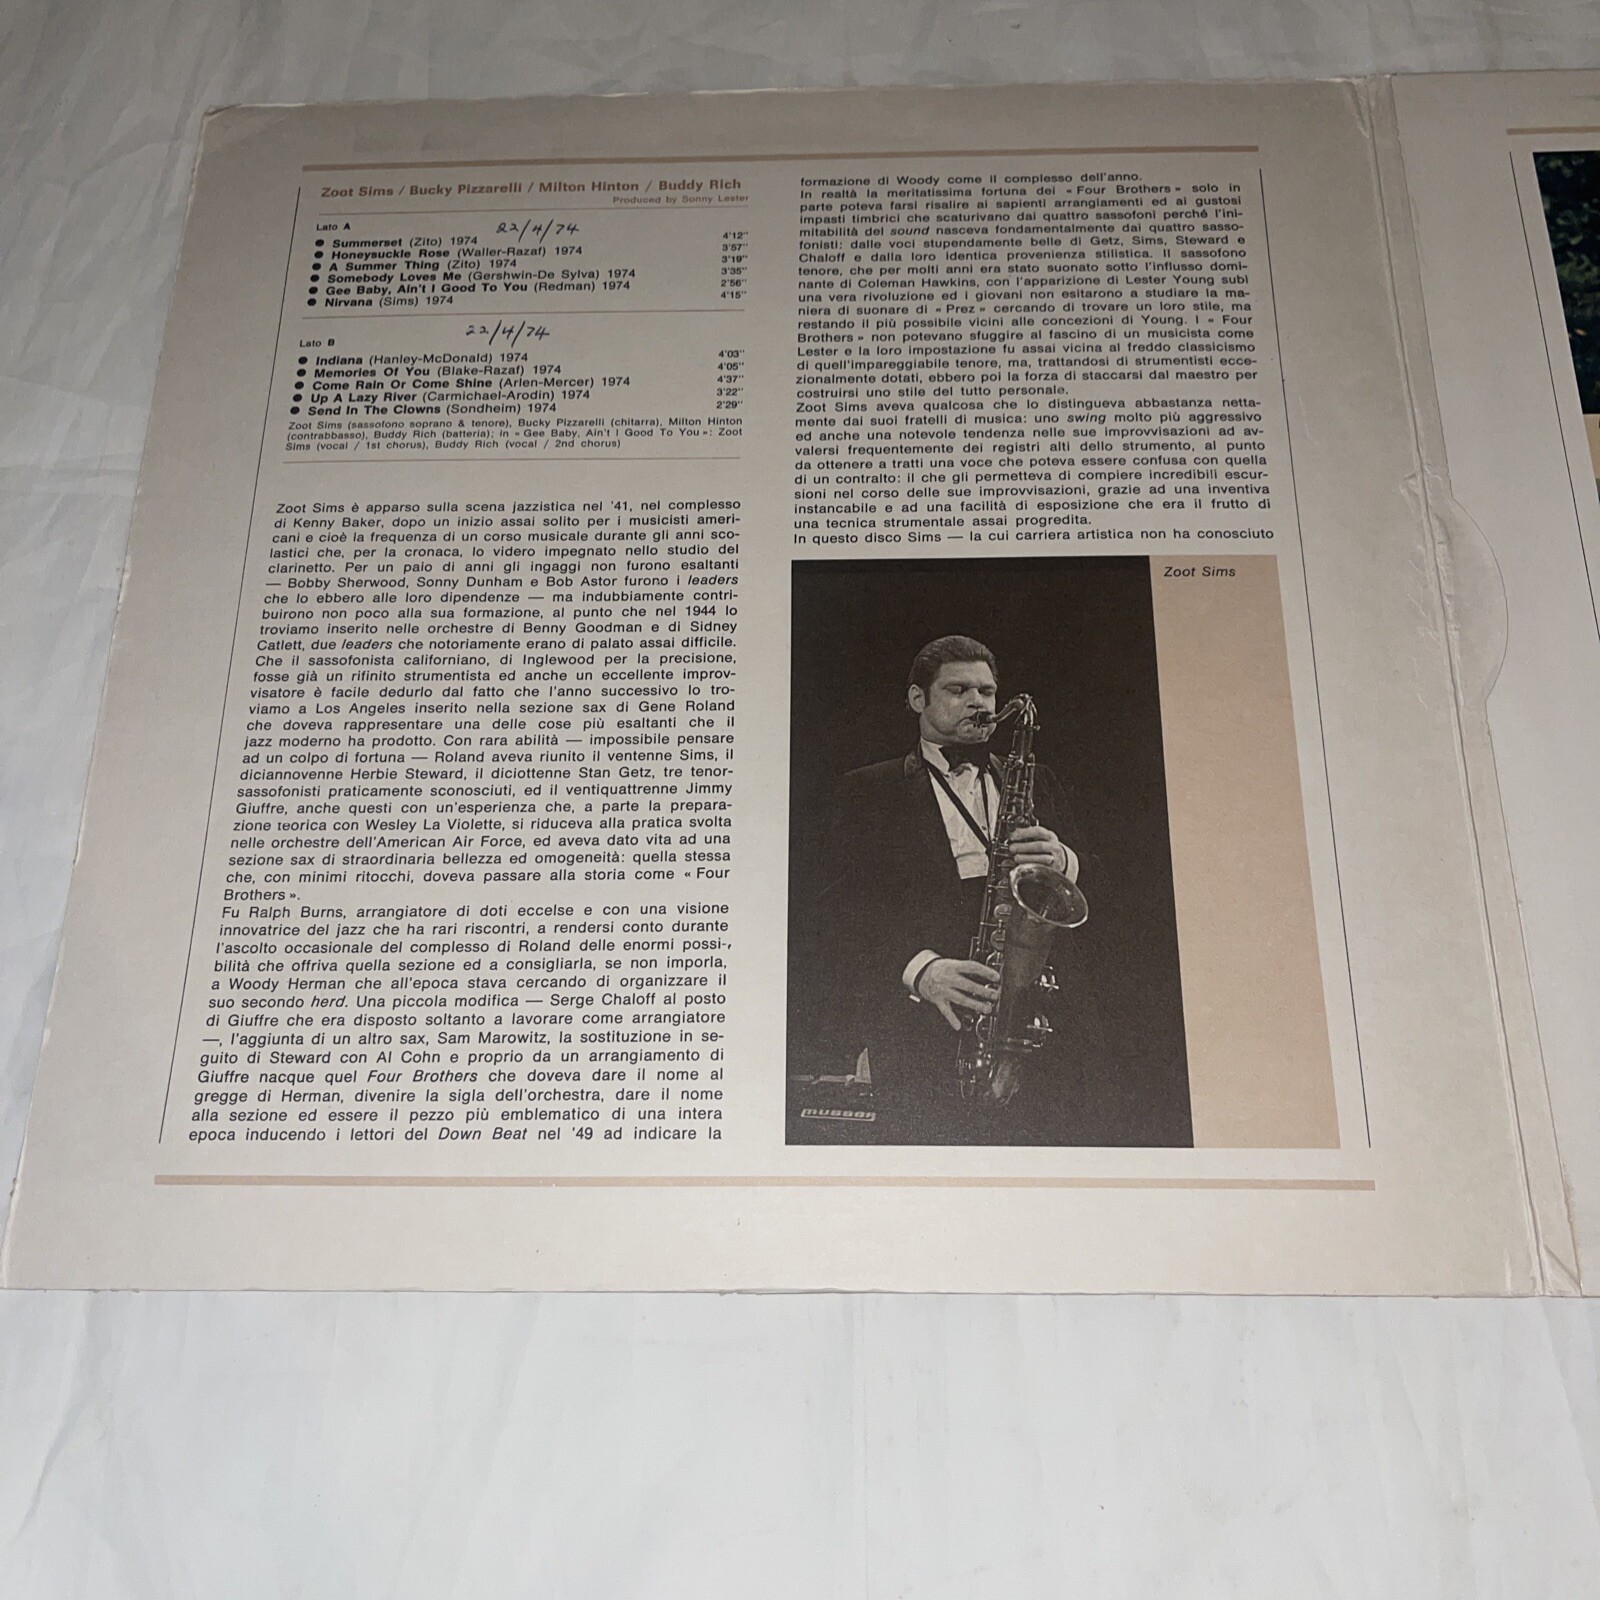 Zoot Sims / Bucky Pizzarelli / Milton Hinton / Buddy Rich
Produced by Sonny Lester
Lato A
22/4/74
● Summerset (Zito) 1974 4'12''
● Honeysuckle Rose (Waller-Razaf) 1974 3'57''
● A Summer Thing (Zito) 1974 3'19''
● Somebody Loves Me (Gershwin-De Sylva) 1974 3'35''
● Gee Baby, Ain't I Good To You (Redman) 1974 2'56''
● Nirvana (Sims) 1974 4'15''
22/4/74
Lato B
● Indiana (Hanley-McDonald) 1974 4'03''
● Memories Of You (Blake-Razaf) 1974 4'05''
● Come Rain Or Come Shine (Arlen-Mercer) 1974 4'37''
● Up A Lazy River (Carmichael-Arodin) 1974 3'22''
● Send In The Clowns (Sondheim) 1974 2'29''
Zoot Sims (sassofono soprano & tenore), Bucky Pizzarelli (chitarra), Milton Hinton
(contrabbasso), Buddy Rich (batteria); in « Gee Baby, Ain't I Good To You »: Zoot
Sims (vocal / 1st chorus), Buddy Rich (vocal / 2nd chorus)
Zoot Sims è apparso sulla scena jazzistica nel '41, nel complesso
di Kenny Baker, dopo un inizio assai solito per i musicisti ameri-
cani e cioè la frequenza di un corso musicale durante gli anni sco-
lastici che, per la cronaca, lo videro impegnato nello studio del
clarinetto. Per un paio di anni gli ingaggi non furono esaltanti
— Bobby Sherwood, Sonny Dunham e Bob Astor furono i leaders
che lo ebbero alle loro dipendenze — ma indubbiamente contri-
buirono non poco alla sua formazione, al punto che nel 1944 lo
troviamo inserito nelle orchestre di Benny Goodman e di Sidney
Catlett, due leaders che notoriamente erano di palato assai difficile.
Che il sassofonista californiano, di Inglewood per la precisione,
fosse già un rifinito strumentista ed anche un eccellente improv-
visatore è facile dedurlo dal fatto che l'anno successivo lo tro-
viamo a Los Angeles inserito nella sezione sax di Gene Roland
che doveva rappresentare una delle cose più esaltanti che il
jazz moderno ha prodotto. Con rara abilità — impossibile pensare
ad un colpo di fortuna — Roland aveva riunito il ventenne Sims, il
diciannovenne Herbie Steward, il diciottenne Stan Getz, tre tenor-
sassofonisti praticamente sconosciuti, ed il ventiquattrenne Jimmy
Giuffre, anche questi con un'esperienza che, a parte la prepara-
zione teorica con Wesley La Violette, si riduceva alla pratica svolta
nelle orchestre dell'American Air Force, ed aveva dato vita ad una
sezione sax di straordinaria bellezza ed omogeneità: quella stessa
che, con minimi ritocchi, doveva passare alla storia come « Four
Brothers ».
Fu Ralph Burns, arrangiatore di doti eccelse e con una visione
innovatrice del jazz che ha rari riscontri, a rendersi conto durante
l'ascolto occasionale del complesso di Roland delle enormi possi-,
bilità che offriva quella sezione ed a consigliarla, se non imporla,
a Woody Herman che all'epoca stava cercando di organizzare il
suo secondo herd. Una piccola modifica — Serge Chaloff al posto
di Giuffre che era disposto soltanto a lavorare come arrangiatore
—, l'aggiunta di un altro sax, Sam Marowitz, la sostituzione in se-
guito di Steward con Al Cohn e proprio da un arrangiamento di
Giuffre nacque quel Four Brothers che doveva dare il nome al
gregge di Herman, divenire la sigla dell'orchestra, dare il nome
alla sezione ed essere il pezzo più emblematico di una intera
epoca inducendo i lettori del Down Beat nel '49 ad indicare la
formazione di Woody come il complesso dell'anno.
In realtà la meritatissima fortuna dei « Four Brothers » solo in
parte poteva farsi risalire ai sapienti arrangiamenti ed ai gustosi
impasti timbrici che scaturivano dai quattro sassofoni perché l'ini-
mitabilità del sound nasceva fondamentalmente dai quattro sasso-
fonisti: dalle voci stupendamente belle di Getz, Sims, Steward e
Chaloff e dalla loro identica provenienza stilistica. Il sassofono
tenore, che per molti anni era stato suonato sotto l'influsso domi-
nante di Coleman Hawkins, con l'apparizione di Lester Young subì
una vera rivoluzione ed i giovani non esitarono a studiare la ma-
niera di suonare di « Prez » cercando di trovare un loro stile, ma
restando il più possibile vicini alle concezioni di Young. I « Four
Brothers » non potevano sfuggire al fascino di un musicista come
Lester e la loro impostazione fu assai vicina al freddo classicismo
di quell'impareggiabile tenore, ma, trattandosi di strumentisti ecce-
zionalmente dotati, ebbero poi la forza di staccarsi dal maestro per
costruirsi uno stile del tutto personale.
Zoot Sims aveva qualcosa che lo distingueva abbastanza netta-
mente dai suoi fratelli di musica: uno swing molto più aggressivo
ed anche una notevole tendenza nelle sue improvvisazioni ad av-
valersi frequentemente dei registri alti dello strumento, al punto
da ottenere a tratti una voce che poteva essere confusa con quella
di un contralto: il che gli permetteva di compiere incredibili escur-
sioni nel corso delle sue improvvisazioni, grazie ad una inventiva
instancabile e ad una facilità di esposizione che era il frutto di
una tecnica strumentale assai progredita.
In questo disco Sims — la cui carriera artistica non ha conosciuto
Zoot Sims
musser